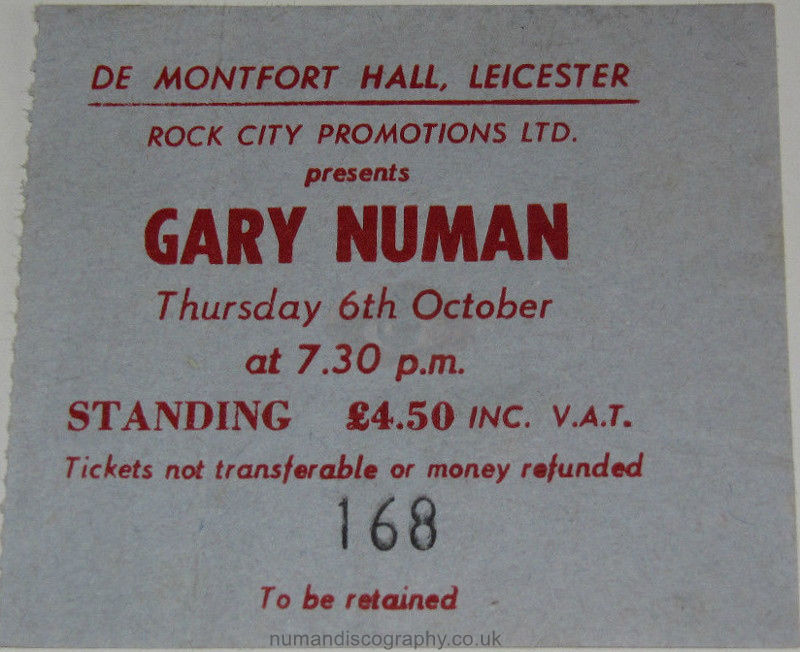 DE MONTFORT HALL, LEICESTER
ROCK CITY PROMOTIONS LTD.
presents
GARY NUMAN
Thursday 6th October
at 7.30 p.m.
STANDING £4.50 INC. V.A.T.
Tickets not transferable or money refunded
168
To be retained
numandiscography.co.uk